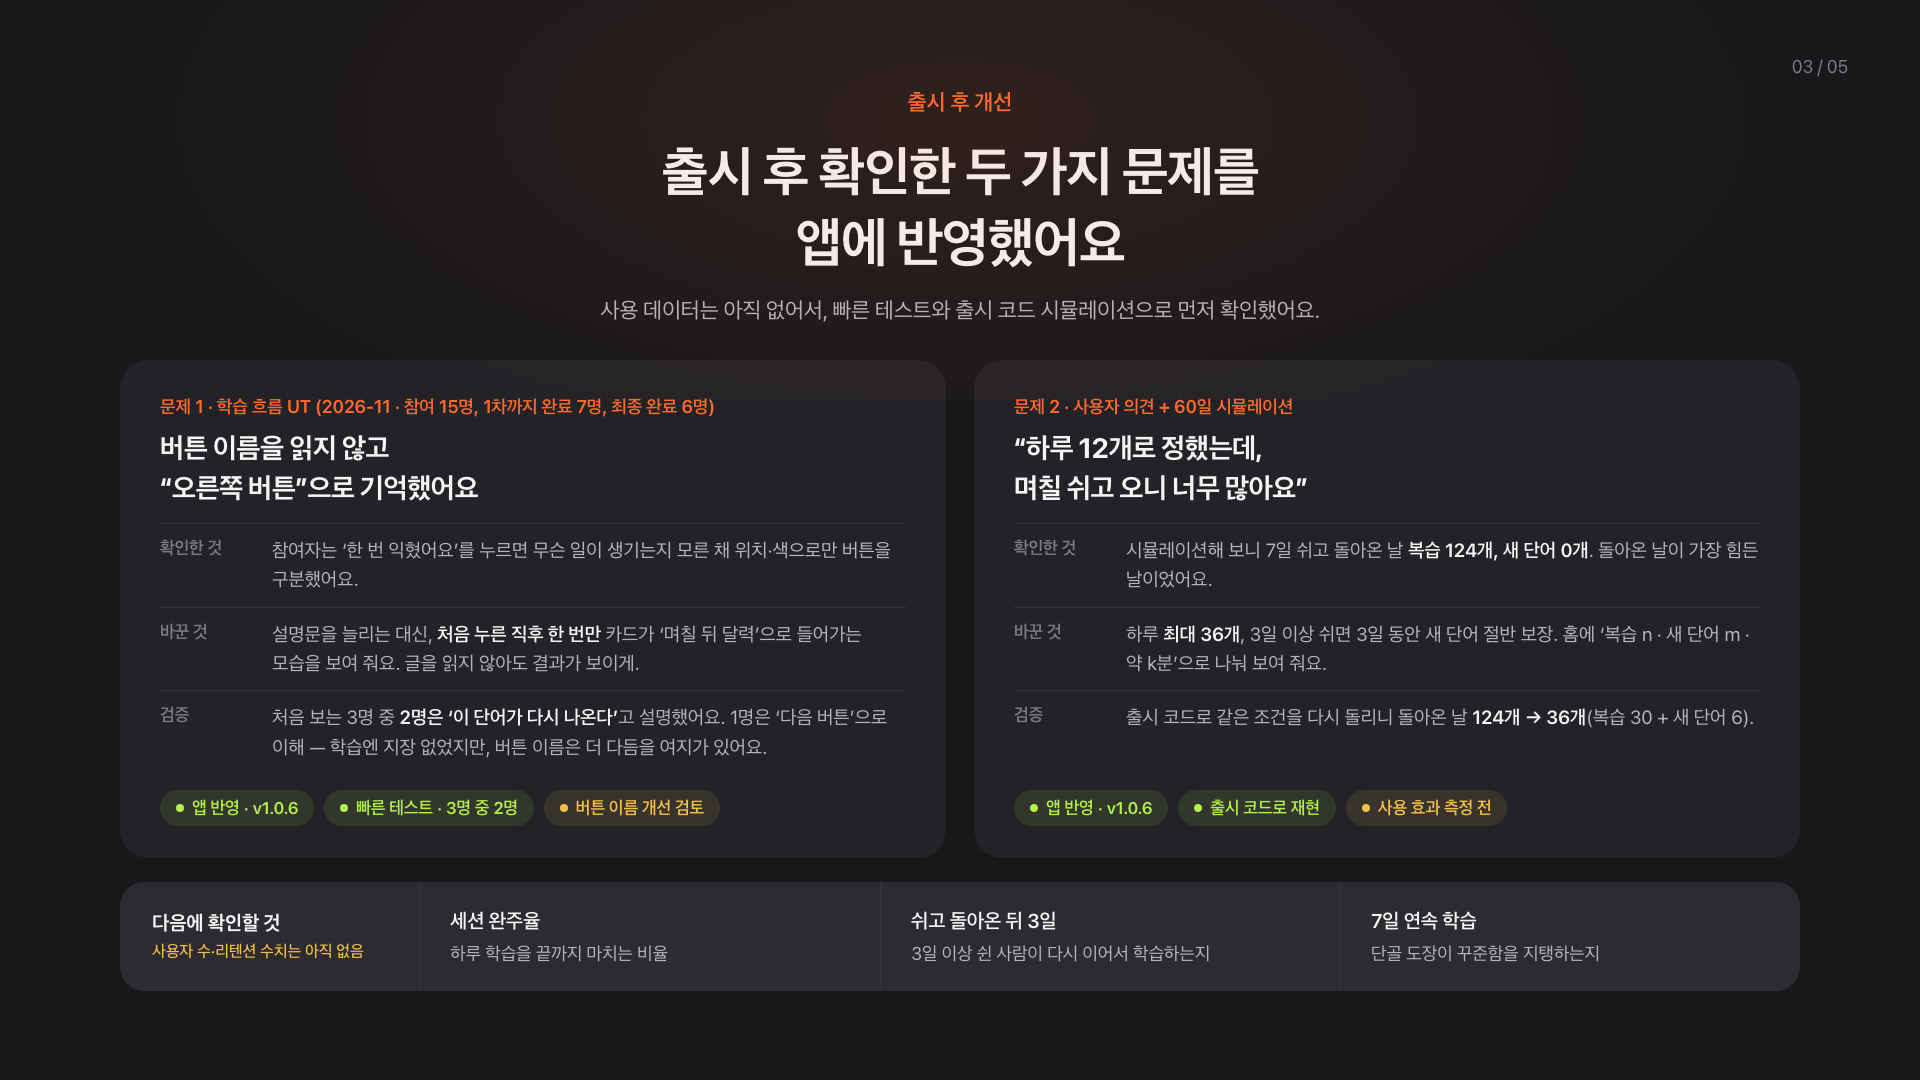 03 / 05
출시 후 개선
출시 후 확인한 두 가지 문제를
앱에 반영했어요
사용 데이터는 아직 없어서, 빠른 테스트와 출시 코드 시뮬레이션으로 먼저 확인했어요.
문제 1 · 학습 흐름 UT (2026-11 · 참여 15명, 1차까지 완료 7명, 최종 완료 6명)
버튼 이름을 읽지 않고
“오른쪽 버튼”으로 기억했어요
확인한 것
참여자는 ‘한 번 익혔어요’를 누르면 무슨 일이 생기는지 모른 채 위치·색으로만 버튼을
구분했어요.
바꾼 것
설명문을 늘리는 대신, 처음 누른 직후 한 번만 카드가 ‘며칠 뒤 달력’으로 들어가는
모습을 보여 줘요. 글을 읽지 않아도 결과가 보이게.
검증
처음 보는 3명 중 2명은 ‘이 단어가 다시 나온다’고 설명했어요. 1명은 ‘다음 버튼’으로
이해 — 학습엔 지장 없었지만, 버튼 이름은 더 다듬을 여지가 있어요.
앱 반영 · v1.0.6
빠른 테스트 · 3명 중 2명
버튼 이름 개선 검토
문제 2 · 사용자 의견 + 60일 시뮬레이션
“하루 12개로 정했는데,
며칠 쉬고 오니 너무 많아요”
확인한 것
시뮬레이션해 보니 7일 쉬고 돌아온 날 복습 124개, 새 단어 0개. 돌아온 날이 가장 힘든
날이었어요.
바꾼 것
하루 최대 36개, 3일 이상 쉬면 3일 동안 새 단어 절반 보장. 홈에 ‘복습 n · 새 단어 m ·
약 k분’으로 나눠 보여 줘요.
검증
출시 코드로 같은 조건을 다시 돌리니 돌아온 날 124개 → 36개(복습 30 + 새 단어 6).
앱 반영 · v1.0.6
출시 코드로 재현
사용 효과 측정 전
다음에 확인할 것
사용자 수·리텐션 수치는 아직 없음
세션 완주율
하루 학습을 끝까지 마치는 비율
쉬고 돌아온 뒤 3일
3일 이상 쉰 사람이 다시 이어서 학습하는지
7일 연속 학습
단골 도장이 꾸준함을 지탱하는지